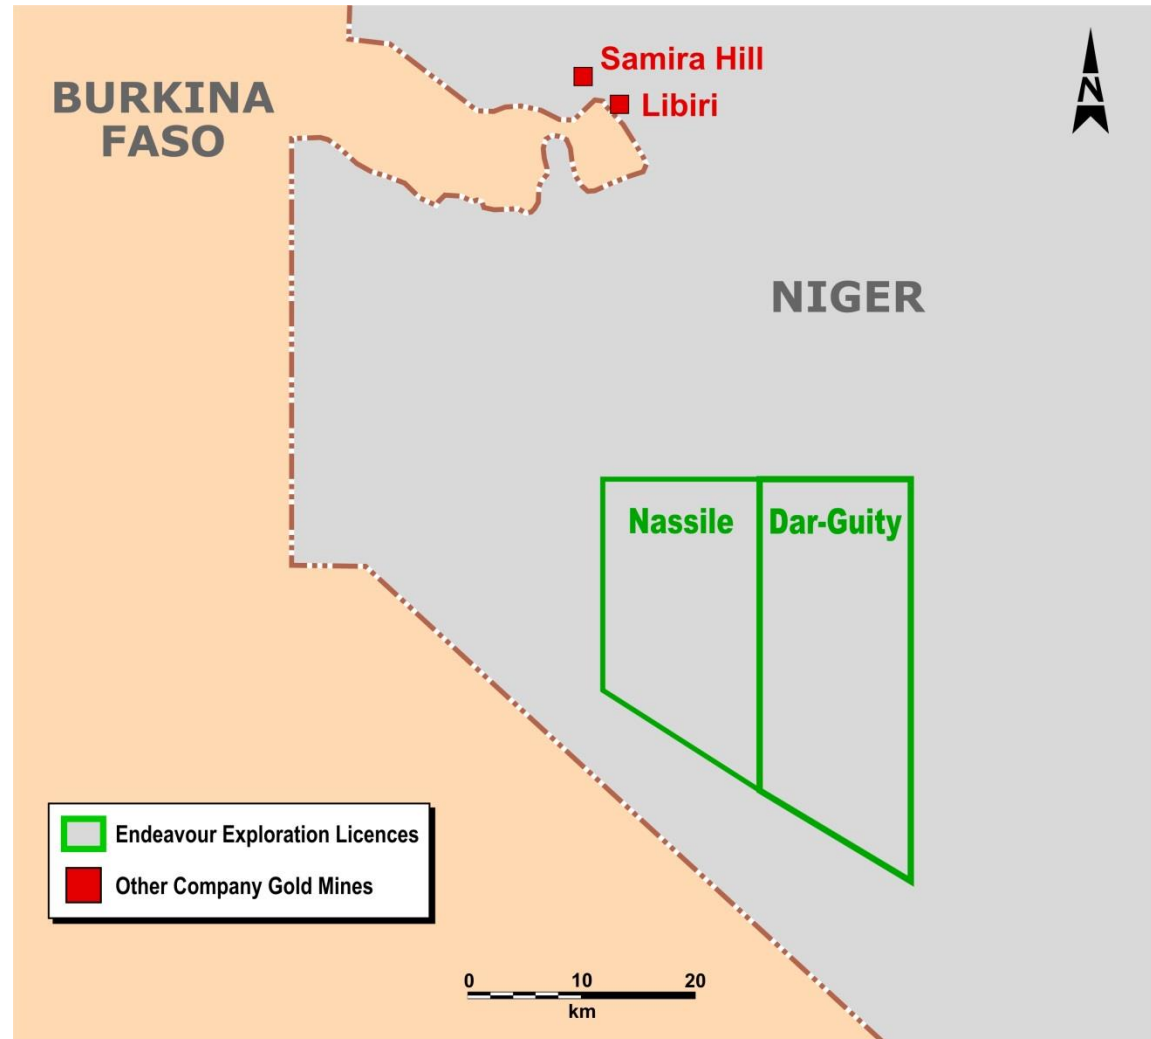 Samira Hill
Libiri
BURKINA
FASO
N
NIGER
Nassile
Dar-Guity
Endeavour Exploration Licences
Other Company Gold Mines
0 10 20
km